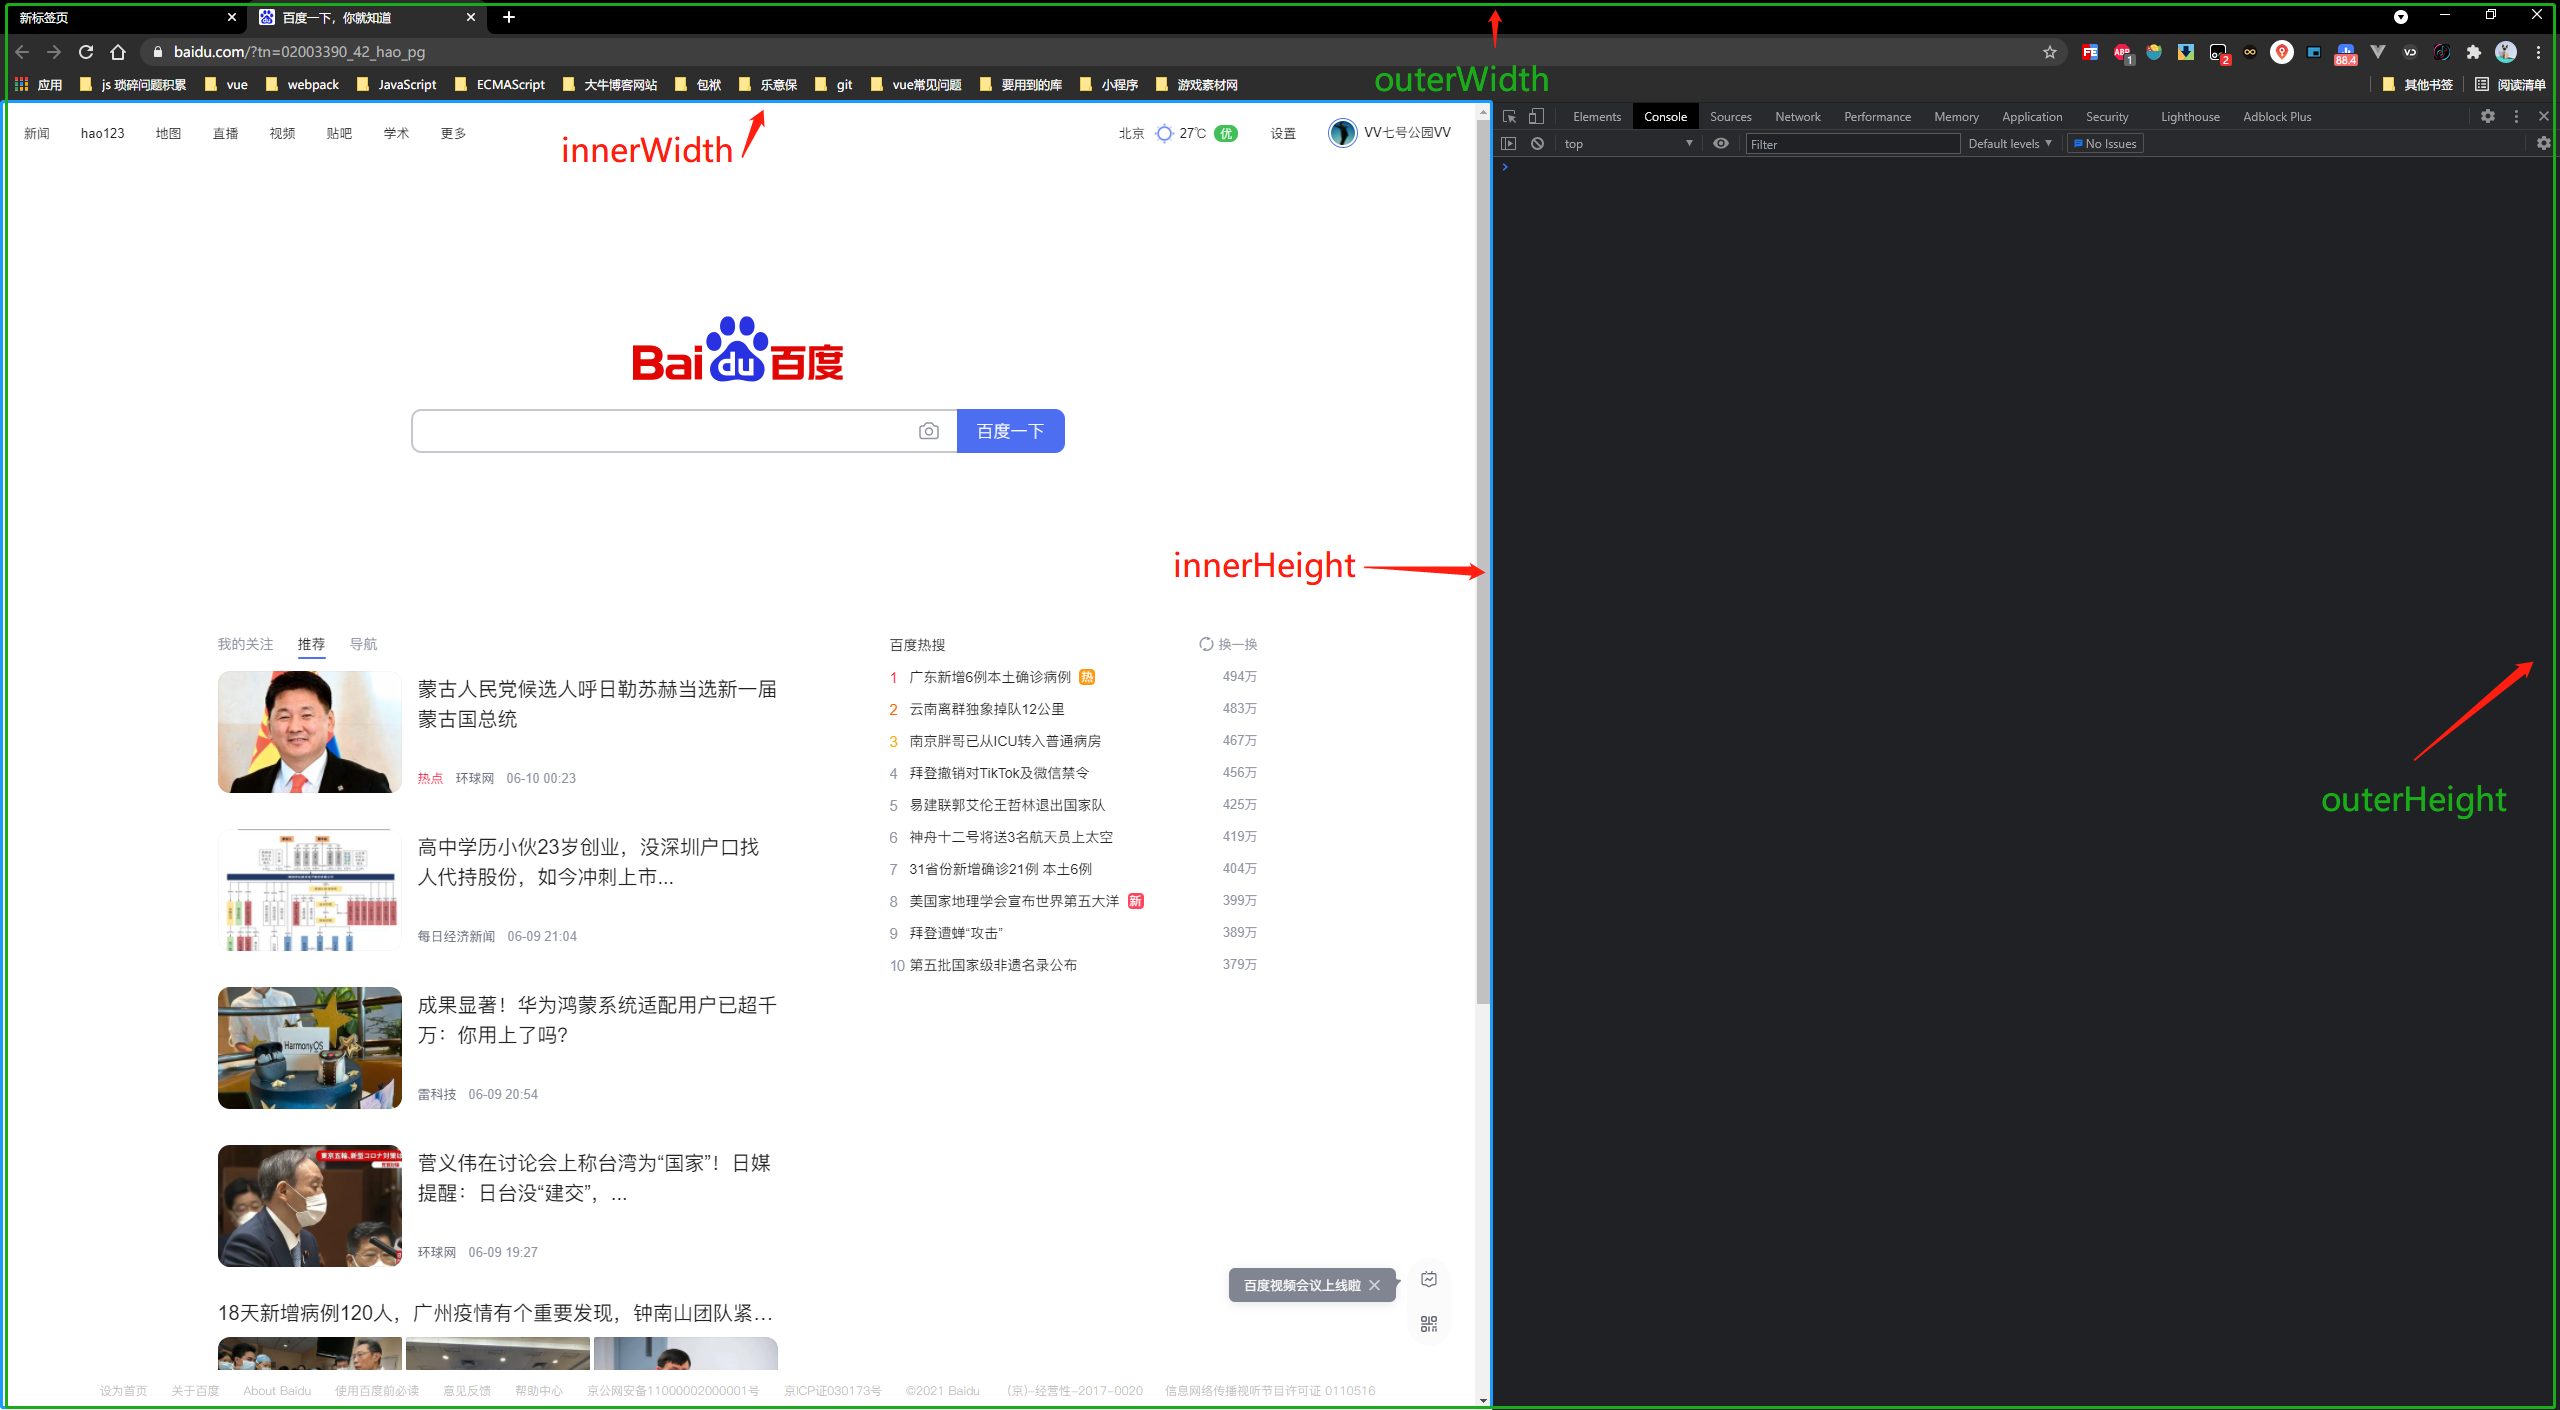 新标签页
百度一下，你就知道
baidu.com/?tn=02003390_42_hao_pg
1
2
88.4
应用 js 琐碎问题积累 vue webpack JavaScript ECMAScript 大牛博客网站 包袱 乐意保 git vue常见问题 要用到的库 小程序 游戏素材网 其他书签 阅读清单
outerWidth
新闻 hao123 地图 直播 视频 贴吧 学术 更多 北京 27℃ 优 设置 VV七号公园VV
innerWidth
Elements Console Sources Network Performance Memory Application Security Lighthouse Adblock Plus
top Filter Default levels No Issues
Bai du 百度
百度一下
innerHeight
outerHeight
我的关注 推荐 导航
蒙古人民党候选人呼日勒苏赫当选新一届
蒙古国总统
热点 环球网 06-10 00:23
高中学历小伙23岁创业，没深圳户口找
人代持股份，如今冲刺上市...
每日经济新闻 06-09 21:04
HarmonyOS
成果显著！华为鸿蒙系统适配用户已超千
万：你用上了吗？
雷科技 06-09 20:54
菅义伟在讨论会上称台湾为“国家”！日媒
提醒：日台没“建交”，...
环球网 06-09 19:27
18天新增病例120人，广州疫情有个重要发现，钟南山团队紧...
百度热搜 换一换
1 广东新增6例本土确诊病例 热 494万
2 云南离群独象掉队12公里 483万
3 南京胖哥已从ICU转入普通病房 467万
4 拜登撤销对TikTok及微信禁令 456万
5 易建联郭艾伦王哲林退出国家队 425万
6 神舟十二号将送3名航天员上太空 419万
7 31省份新增确诊21例 本土6例 404万
8 美国家地理学会宣布世界第五大洋 新 399万
9 拜登遭蝉“攻击” 389万
10 第五批国家级非遗名录公布 379万
百度视频会议上线啦
设为首页 关于百度 About Baidu 使用百度前必读 意见反馈 帮助中心 京公网安备11000002000001号 京ICP证030173号 ©2021 Baidu (京)-经营性-2017-0020 信息网络传播视听节目许可证 0110516